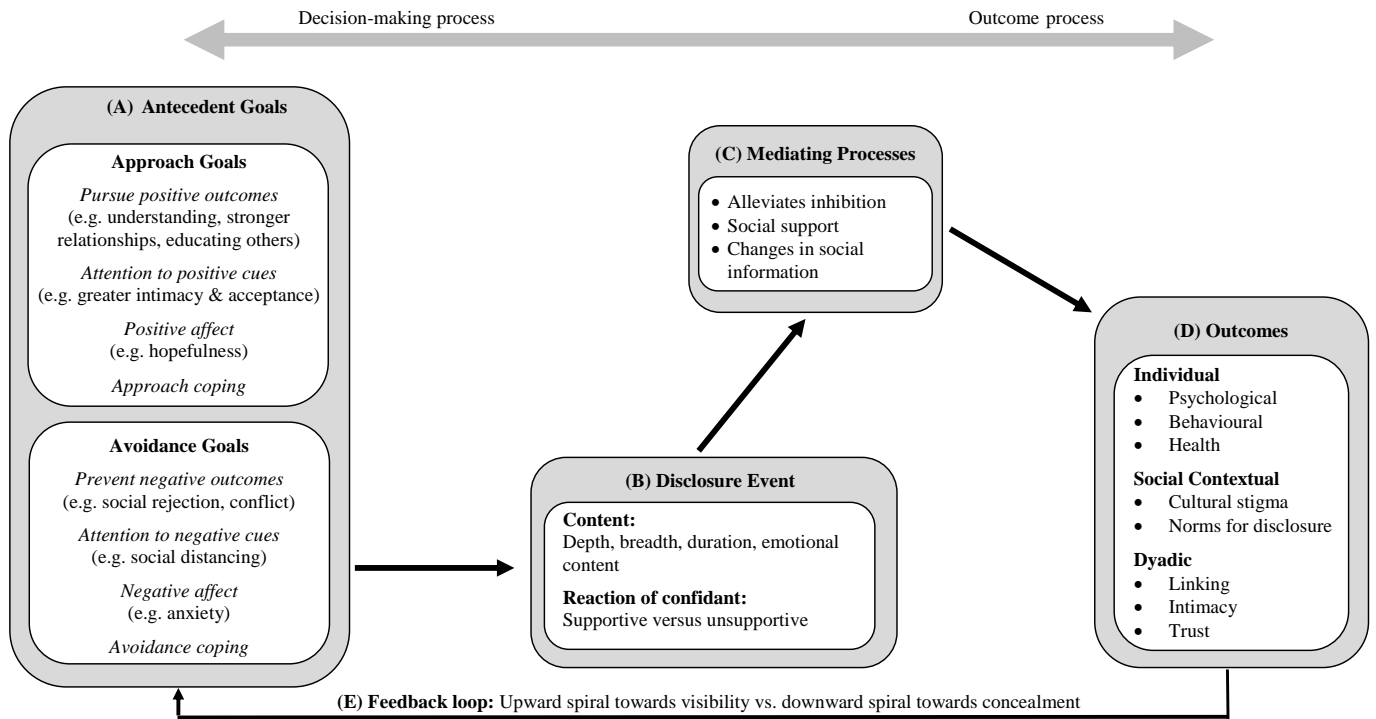 Decision-making process
Outcome process
(A) Antecedent Goals
Approach Goals
Pursue positive outcomes
(e.g. understanding, stronger
relationships, educating others)
Attention to positive cues
(e.g. greater intimacy & acceptance)
Positive affect
(e.g. hopefulness)
Approach coping
Avoidance Goals
Prevent negative outcomes
(e.g. social rejection, conflict)
Attention to negative cues
(e.g. social distancing)
Negative affect
(e.g. anxiety)
Avoidance coping
(B) Disclosure Event
Content:
Depth, breadth, duration, emotional
content
Reaction of confidant:
Supportive versus unsupportive
(C) Mediating Processes
• Alleviates inhibition
• Social support
• Changes in social
information
(D) Outcomes
Individual
• Psychological
• Behavioural
• Health
Social Contextual
• Cultural stigma
• Norms for disclosure
Dyadic
• Linking
• Intimacy
• Trust
(E) Feedback loop: Upward spiral towards visibility vs. downward spiral towards concealment